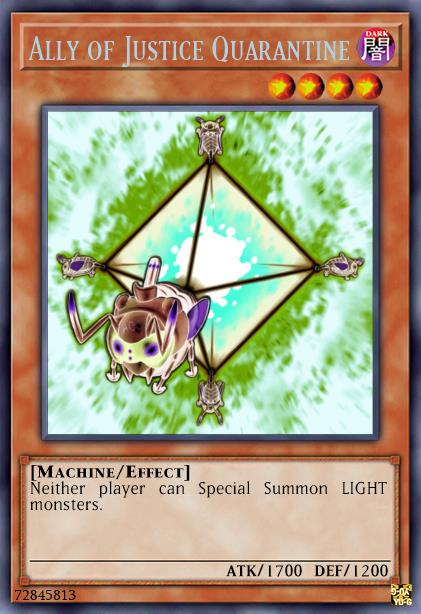 ALLY OF JUSTICE QUARANTINE
DARK
闇
[MACHINE/EFFECT]
Neither player can Special Summon LIGHT
monsters.
ATK/1700 DEF/1200
72845813